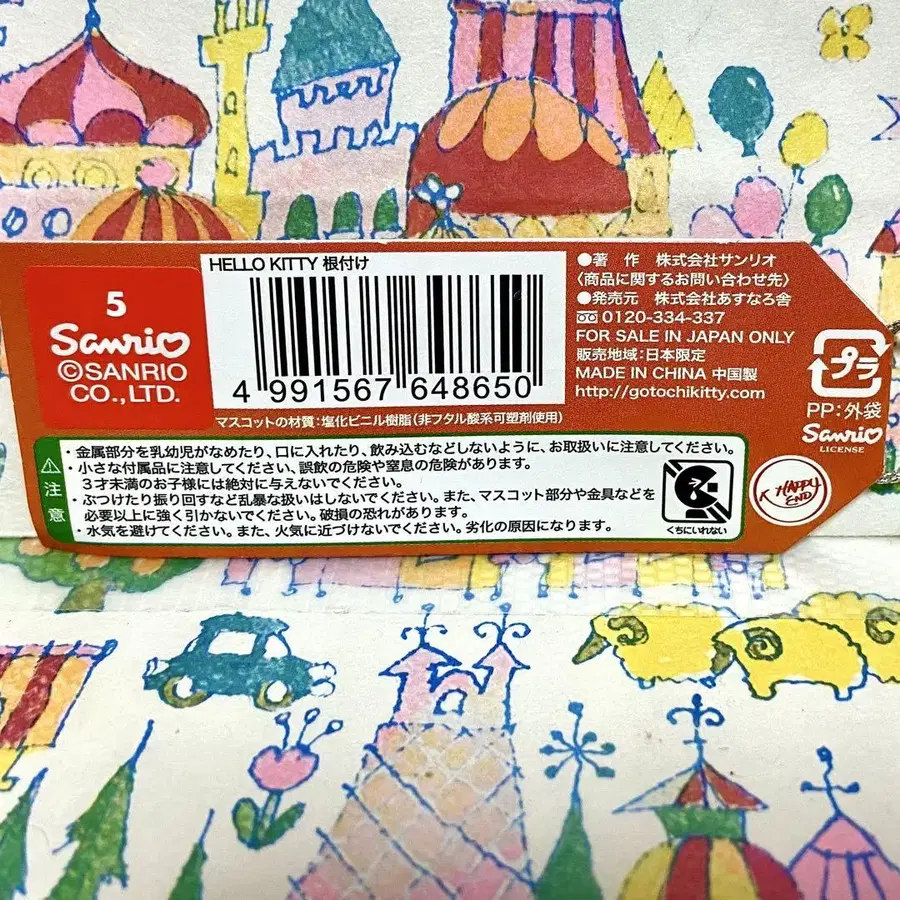 5
Sanrio
©SANRIO
CO.,LTD.
HELLO KITTY 根付け
4 991567 648650
マスコットの材質:塩化ビニル樹脂(非フタル酸系可塑剤使用)
●著 作 株式会社サンリオ
〈商品に関するお問い合わせ先〉
●発売元 株式会社あすなろ舎
0120-334-337
FOR SALE IN JAPAN ONLY
販売地域:日本限定
MADE IN CHINA 中国製
http://gotochikitty.com
プラ
PP:外袋
Sanrio
LICENSE
注意
・金属部分を乳幼児がなめたり、口に入れたり、飲み込むなどしないように、お取扱いに注意してください。
・小さな付属品に注意してください、誤飲の危険や窒息の危険があります。
3才未満のお子様には絶対に与えないでください。
・ぶつけたり振り回すなど乱暴な扱いはしないでください。また、マスコット部分や金具などを
必要以上に強く引かないでください。破損の恐れがあります。
・水気を避けてください。また、火気に近づけないでください。劣化の原因になります。
くちにいれない
HAPPY
END